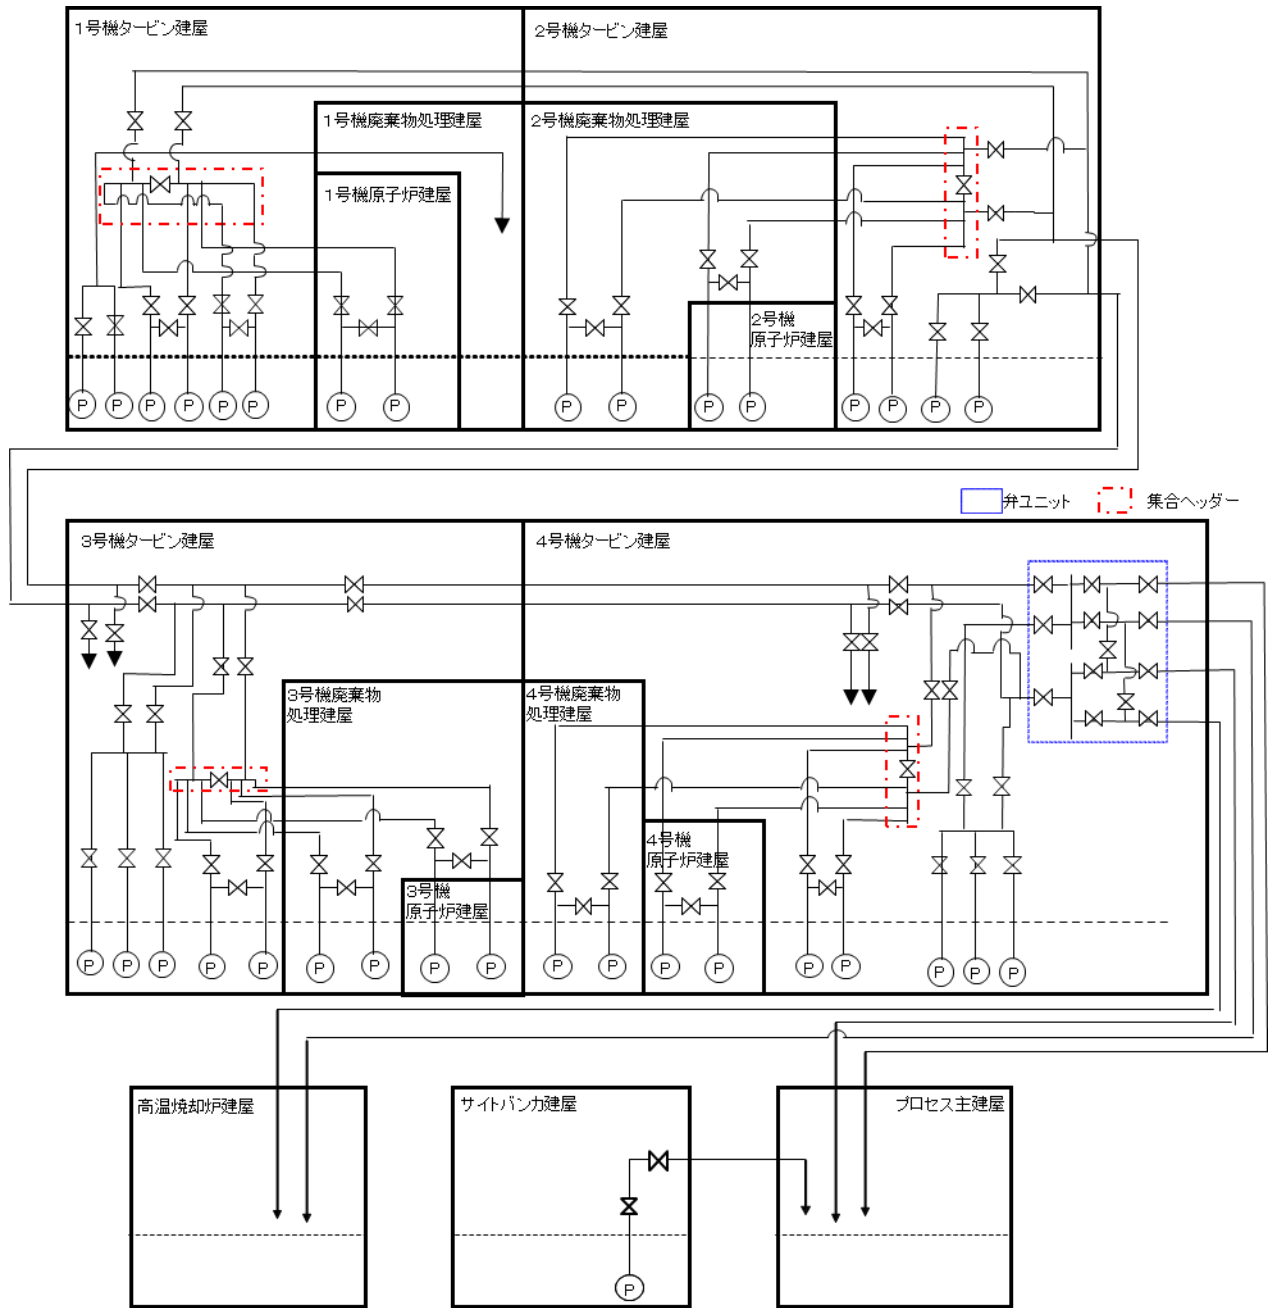 1号機タービン建屋
2号機タービン建屋
1号機廃棄物処理建屋
2号機廃棄物処理建屋
1号機原子炉建屋
2号機
原子炉建屋
P P P P P P P P P P P P P P P P
弁ユニット
集合ヘッダー
3号機タービン建屋
4号機タービン建屋
3号機廃棄物
処理建屋
4号機廃棄物
処理建屋
4号機
原子炉建屋
3号機
原子炉建屋
P P P P P P P P P P P P P P P P P P
高温焼却炉建屋
サイトバンカ建屋
プロセス主建屋
P